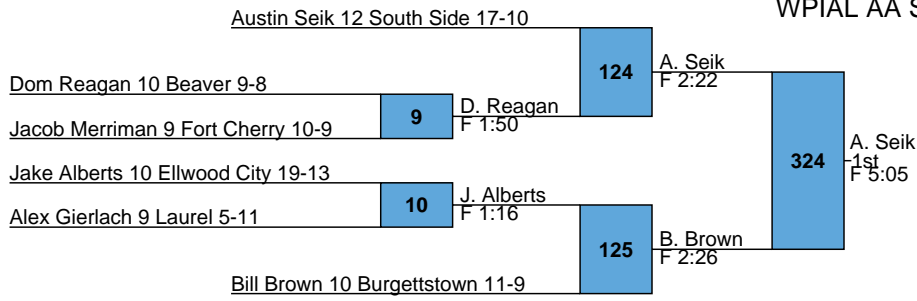 WPIAL AA S
Austin Seik 12 South Side 17-10
124
A. Seik
F 2:22
Dom Reagan 10 Beaver 9-8
9
D. Reagan
F 1:50
Jacob Merriman 9 Fort Cherry 10-9
324
A. Seik
1st
F 5:05
Jake Alberts 10 Ellwood City 19-13
10
J. Alberts
F 1:16
Alex Gierlach 9 Laurel 5-11
125
B. Brown
F 2:26
Bill Brown 10 Burgettstown 11-9